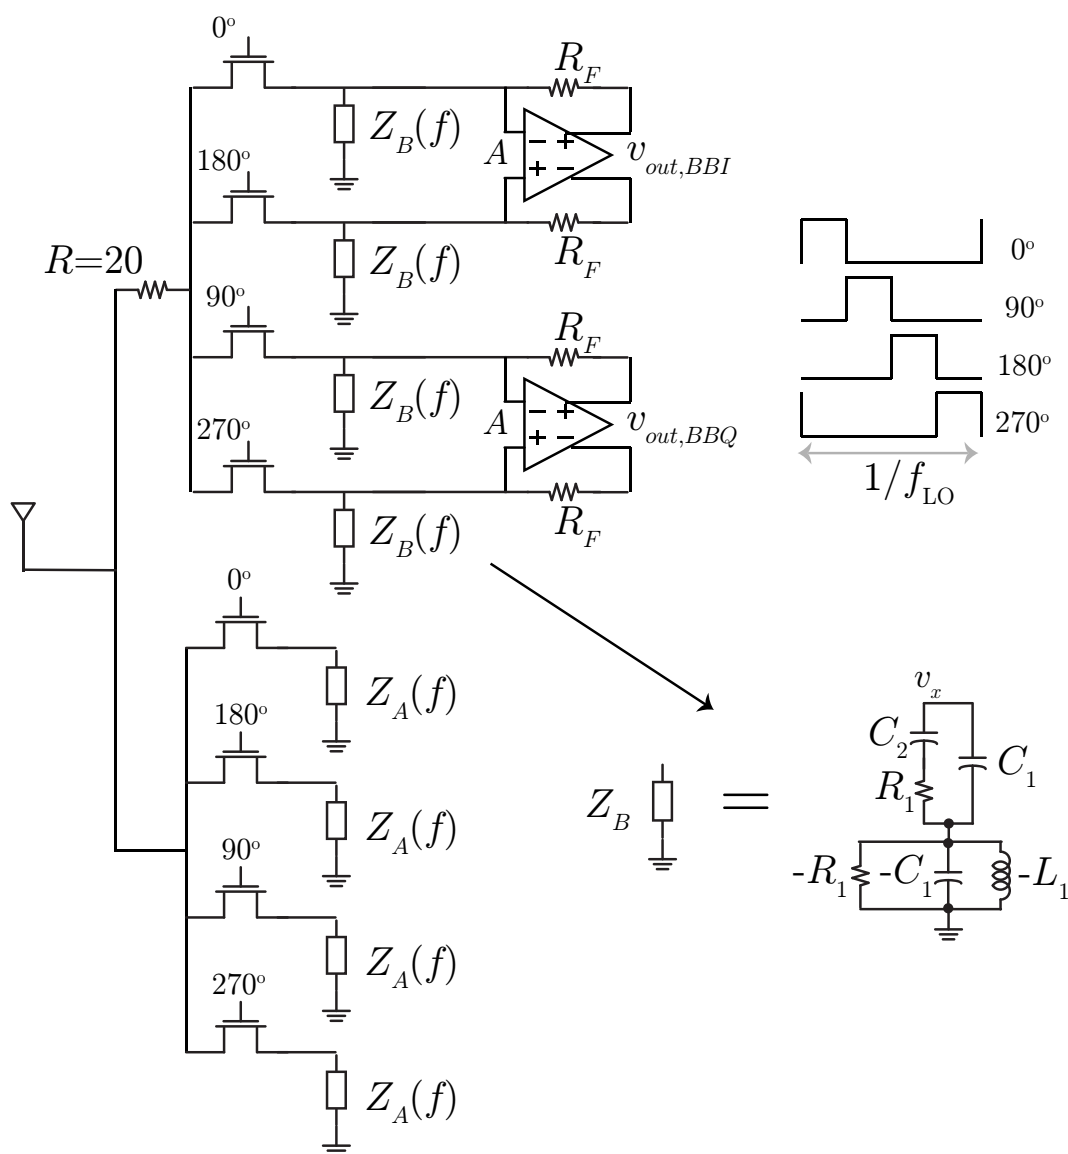 0°
R_F
Z_B(f)
A
− +
+ −
v_out,BBI
180°
Z_B(f)
R_F
R=20
90°
R_F
Z_B(f)
A
− +
+ −
v_out,BBQ
270°
Z_B(f)
R_F
0°
90°
180°
270°
1/f_LO
0°
Z_A(f)
180°
Z_A(f)
90°
Z_A(f)
270°
Z_A(f)
Z_B =
v_x
C_2
R_1
C_1
-R_1
-C_1
-L_1